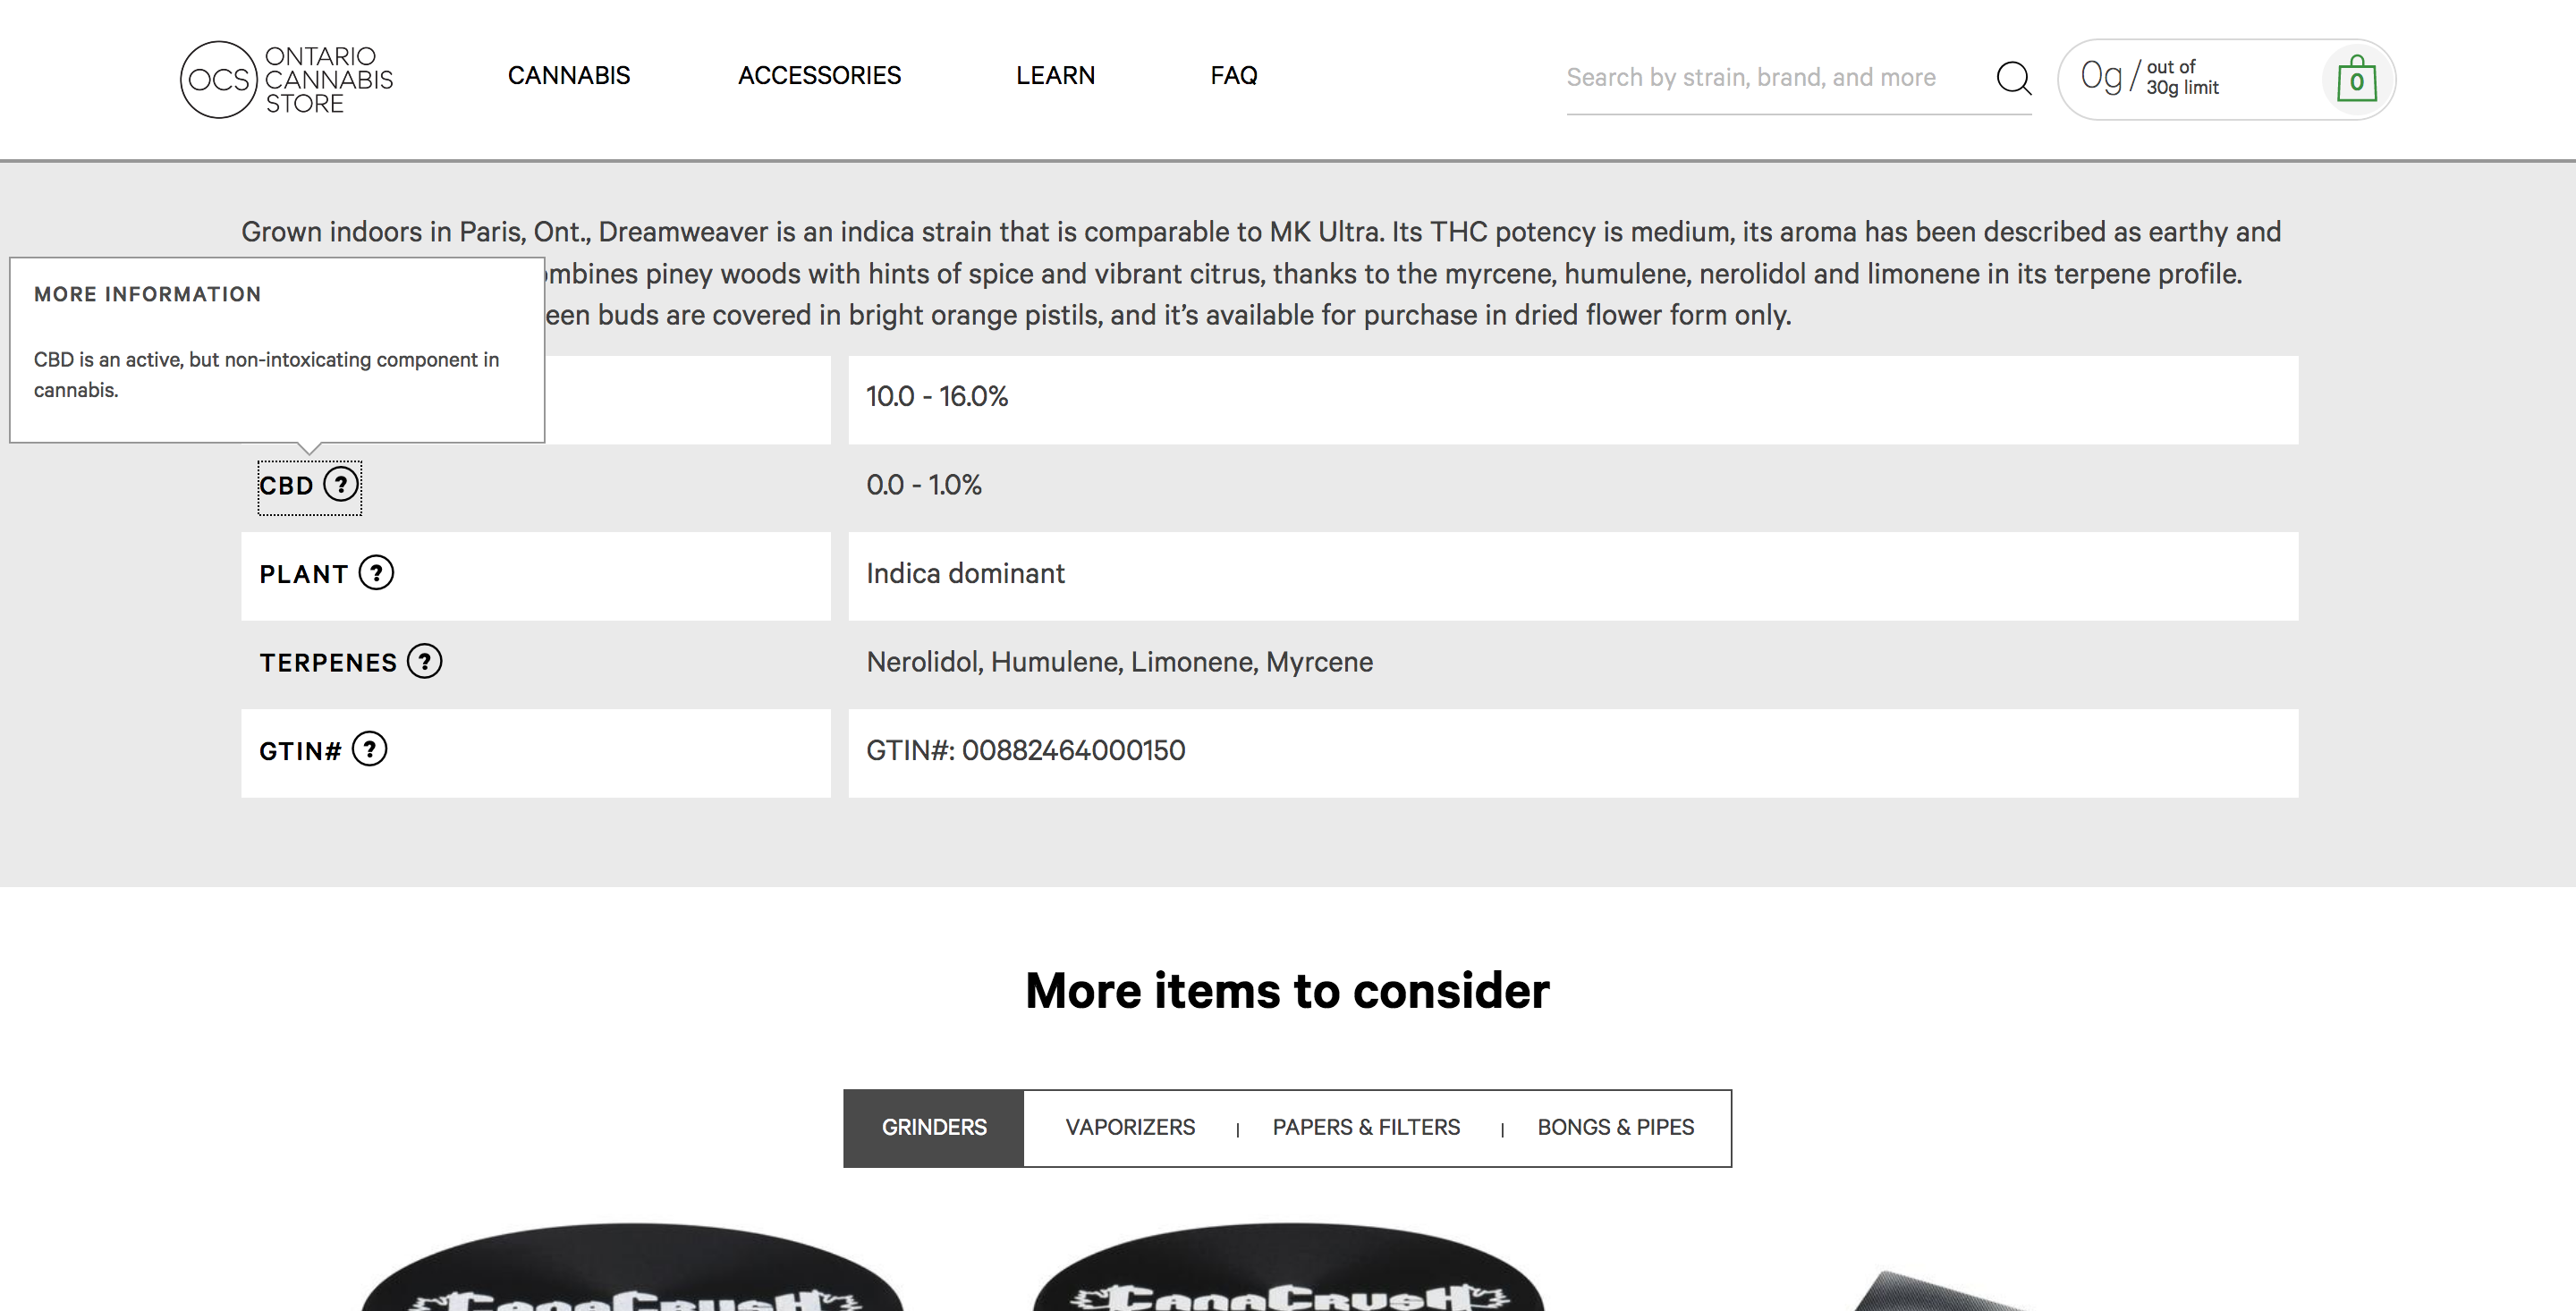 OCS
ONTARIO
CANNABIS
STORE
CANNABIS
ACCESSORIES
LEARN
FAQ
Search by strain, brand, and more
0g / out of
30g limit
0
Grown indoors in Paris, Ont., Dreamweaver is an indica strain that is comparable to MK Ultra. Its THC potency is medium, its aroma has been described as earthy and
piney woods with hints of spice and vibrant citrus, thanks to the myrcene, humulene, nerolidol and limonene in its terpene profile.
buds are covered in bright orange pistils, and it’s available for purchase in dried flower form only.
MORE INFORMATION
CBD is an active, but non-intoxicating component in
cannabis.
10.0 - 16.0%
CBD ?
0.0 - 1.0%
PLANT ?
Indica dominant
TERPENES ?
Nerolidol, Humulene, Limonene, Myrcene
GTIN# ?
GTIN#: 00882464000150
More items to consider
GRINDERS
VAPORIZERS
PAPERS & FILTERS
BONGS & PIPES
CanaCrush
CanaCrush